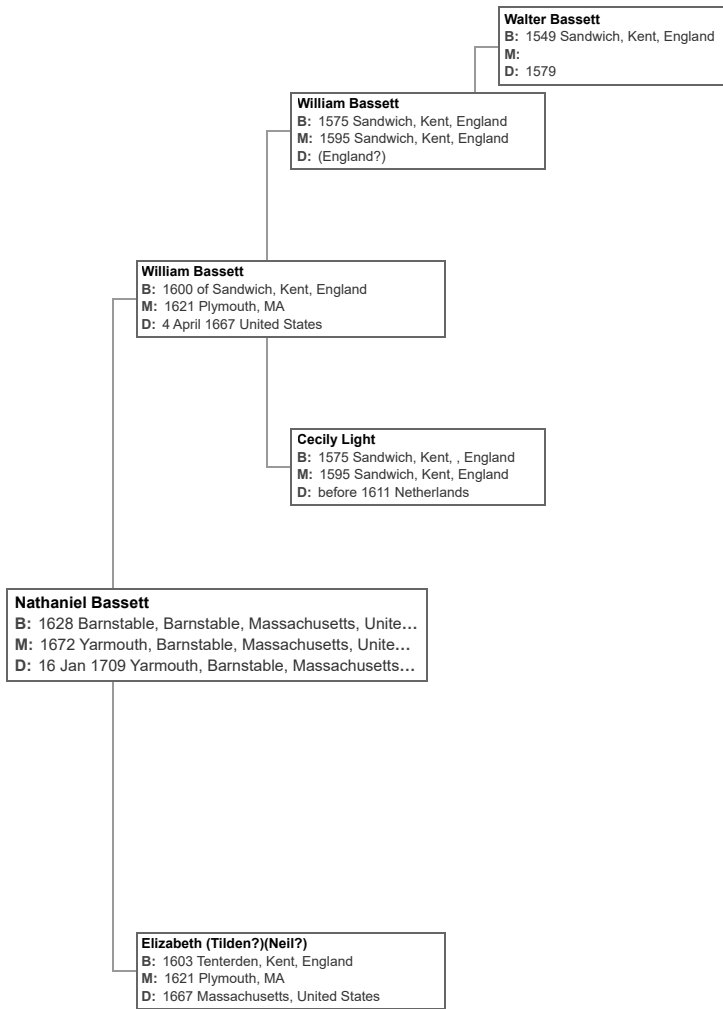 Walter Bassett
B: 1549 Sandwich, Kent, England
M:
D: 1579
William Bassett
B: 1575 Sandwich, Kent, England
M: 1595 Sandwich, Kent, England
D: (England?)
William Bassett
B: 1600 of Sandwich, Kent, England
M: 1621 Plymouth, MA
D: 4 April 1667 United States
Cecily Light
B: 1575 Sandwich, Kent, , England
M: 1595 Sandwich, Kent, England
D: before 1611 Netherlands
Nathaniel Bassett
B: 1628 Barnstable, Barnstable, Massachusetts, Unite...
M: 1672 Yarmouth, Barnstable, Massachusetts, Unite...
D: 16 Jan 1709 Yarmouth, Barnstable, Massachusetts...
Elizabeth (Tilden?)(Neil?)
B: 1603 Tenterden, Kent, England
M: 1621 Plymouth, MA
D: 1667 Massachusetts, United States